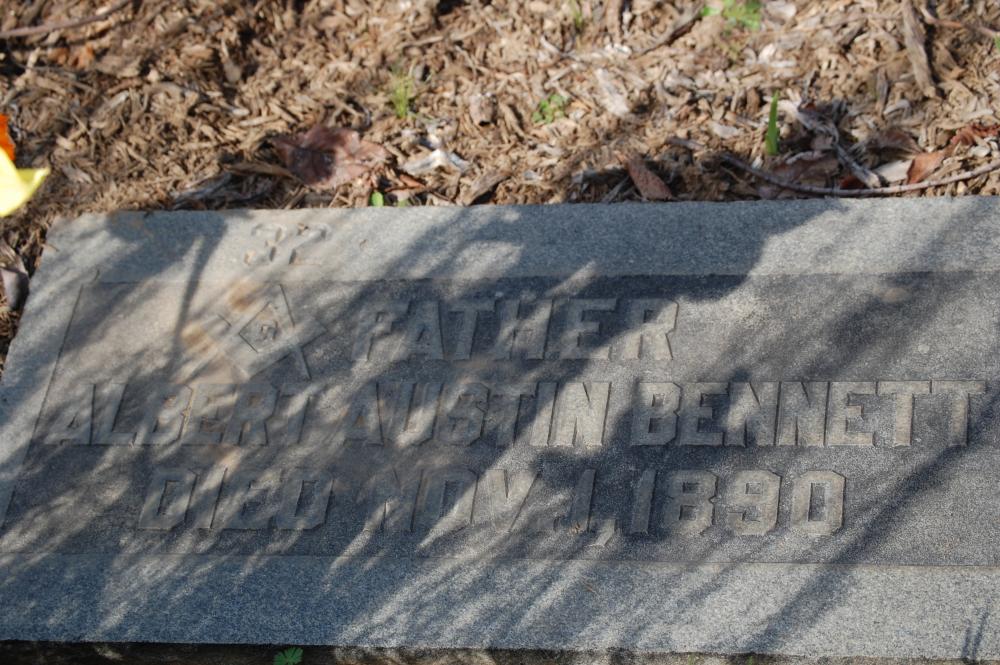 32
G
FATHER
ALBERT AUSTIN BENNETT
DIED NOV. 1, 1890